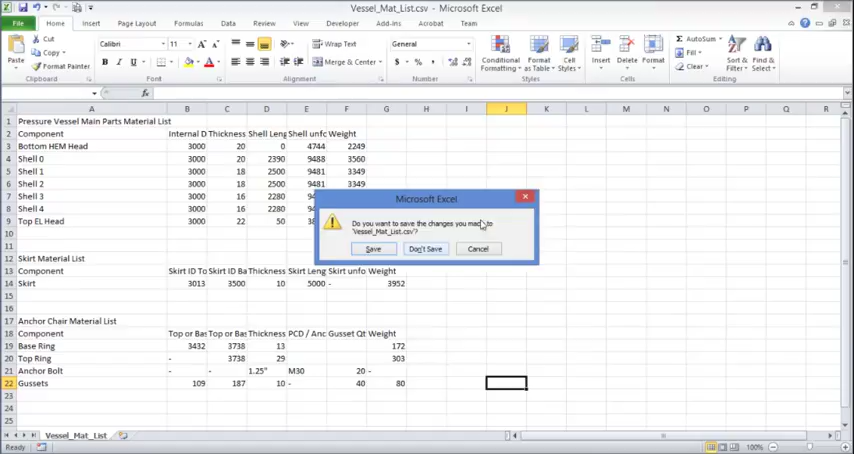 Vessel_Mat_List.csv - Microsoft Excel
File Home Insert Page Layout Formulas Data Review View Add-Ins Acrobat Team
Cut
Copy
Format Painter
Paste
Clipboard
Calibri 11
B I U
Font
Wrap Text
Merge & Center
Alignment
General
Number
Conditional Formatting
Format as Table
Cell Styles
Styles
Insert Delete Format
Cells
AutoSum
Fill
Clear
Sort & Filter
Find & Select
Editing
fx
A B C D E F G H I J K L M N O P Q R
1 Pressure Vessel Main Parts Material List
2 Component Internal D Thickness Shell Leng Shell unfo Weight
3 Bottom HEM Head 3000 20 0 4744 2249
4 Shell 0 3000 20 2390 9488 3560
5 Shell 1 3000 18 2500 9481 3349
6 Shell 2 3000 18 2500 9481 3349
7 Shell 3 3000 16 2280
8 Shell 4 3000 16 2280
9 Top EL Head 3000 22 50
10
11
12 Skirt Material List
13 Component Skirt ID To Skirt ID Ba Thickness Skirt Leng Skirt unfo Weight
14 Skirt 3013 3500 10 5000 - 3952
15
16
17 Anchor Chair Material List
18 Component Top or Bas Top or Bas Thickness PCD / Anc Gusset Qt Weight
19 Base Ring 3432 3738 13 172
20 Top Ring - 3738 29 303
21 Anchor Bolt - - 1.25" M30 20 -
22 Gussets 109 187 10 - 40 80
23
24
25
Microsoft Excel
Do you want to save the changes you made to
'Vessel_Mat_List.csv'?
Save Don't Save Cancel
Vessel_Mat_List
Ready 100%